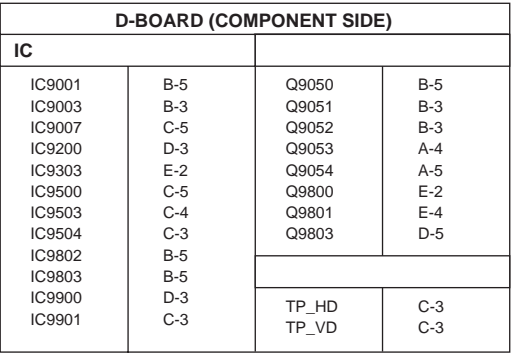 D-BOARD (COMPONENT SIDE)
IC
IC9001 B-5 Q9050 B-5
IC9003 B-3 Q9051 B-3
IC9007 C-5 Q9052 B-3
IC9200 D-3 Q9053 A-4
IC9303 E-2 Q9054 A-5
IC9500 C-5 Q9800 E-2
IC9503 C-4 Q9801 E-4
IC9504 C-3 Q9803 D-5
IC9802 B-5
IC9803 B-5
IC9900 D-3 TP_HD C-3
IC9901 C-3 TP_VD C-3